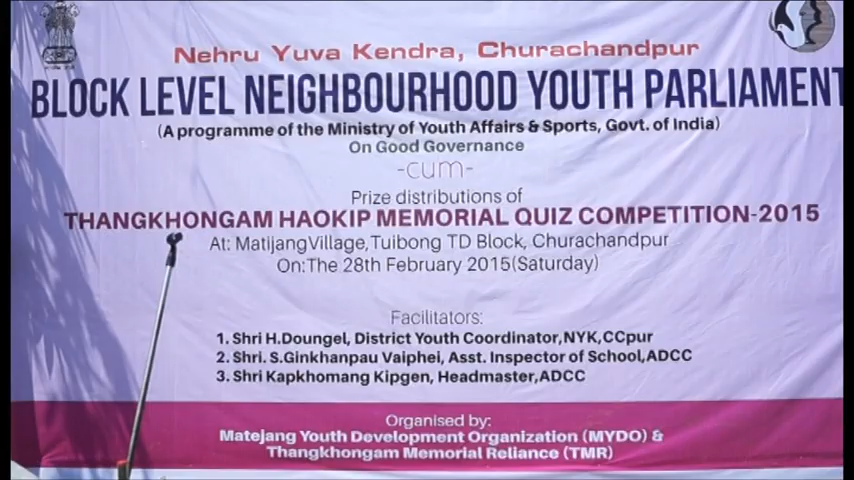 Nehru Yuva Kendra, Churachandpur
BLOCK LEVEL NEIGHBOURHOOD YOUTH PARLIAMENT
(A programme of the Ministry of Youth Affairs & Sports, Govt. of India)
On Good Governance
-cum-
Prize distributions of
THANGKHONGAM HAOKIP MEMORIAL QUIZ COMPETITION-2015
At: MatijangVillage,Tuibong TD Block, Churachandpur
On:The 28th February 2015(Saturday)
Facilitators:
1. Shri H.Doungel, District Youth Coordinator,NYK,CCpur
2. Shri. S.Ginkhanpau Vaiphei, Asst. Inspector of School,ADCC
3. Shri Kapkhomang Kipgen, Headmaster,ADCC
Organised by:
Matejang Youth Development Organization (MYDO) &
Thangkhongam Memorial Reliance (TMR)